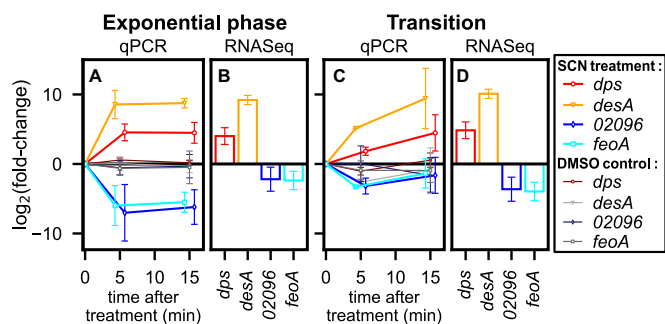 Exponential phase
Transition
qPCR RNASeq qPCR RNASeq
A B C D
log2(fold-change)
10
0
−10
0 5 10 15
time after
treatment (min)
dps desA 02096 feoA
0 5 10 15
time after
treatment (min)
dps desA 02096 feoA
SCN treatment :
dps
desA
02096
feoA
DMSO control :
dps
desA
02096
feoA